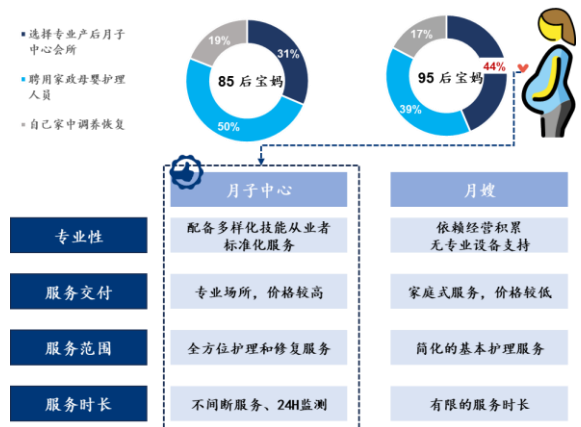 选择专业产后月子
中心会所
聘用家政母婴护理
人员
自己家中调养恢复
19%
31%
85 后宝妈
50%
17%
44%
95 后宝妈
39%
月子中心
月嫂
专业性
配备多样化技能从业者
标准化服务
依赖经营积累
无专业设备支持
服务交付
专业场所，价格较高
家庭式服务，价格较低
服务范围
全方位护理和修复服务
简化的基本护理服务
服务时长
不间断服务、24H监测
有限的服务时长